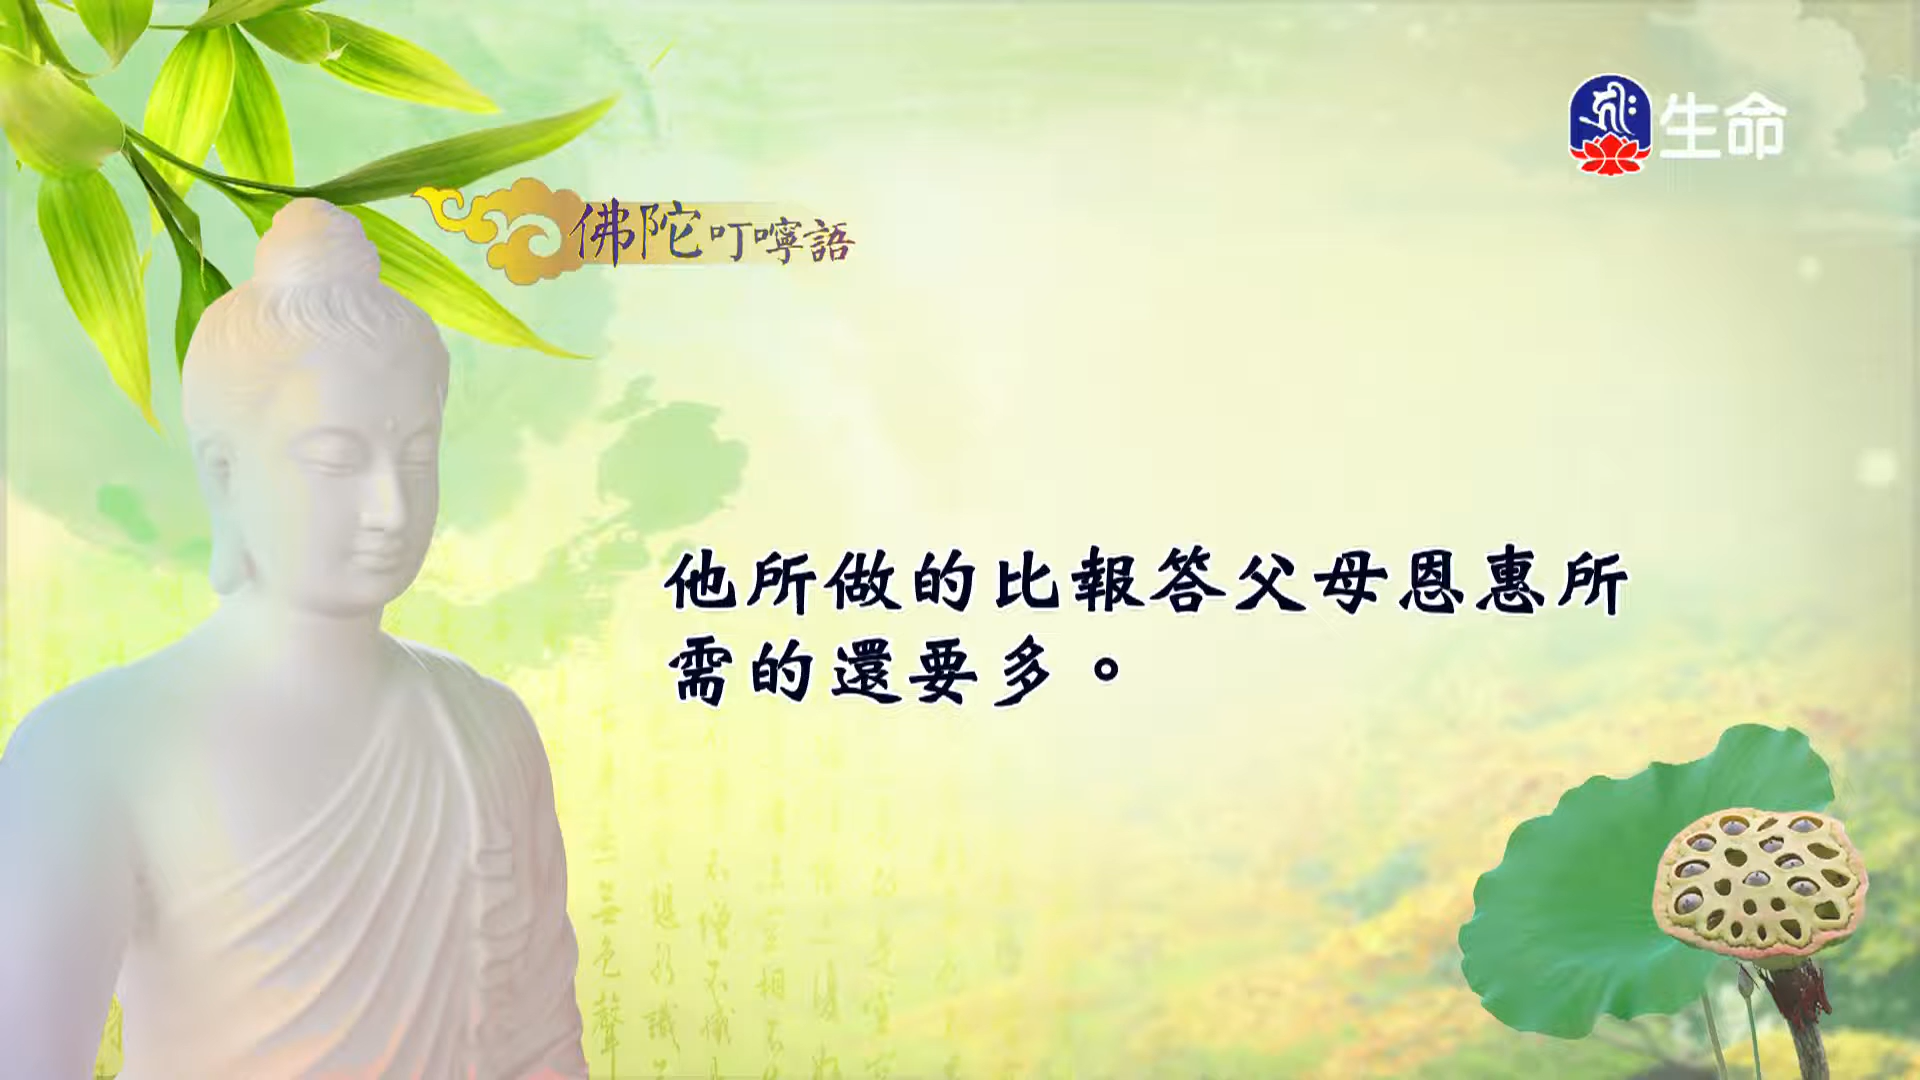 生命
佛陀叮嚀語
他所做的比報答父母恩惠所
需的還要多。